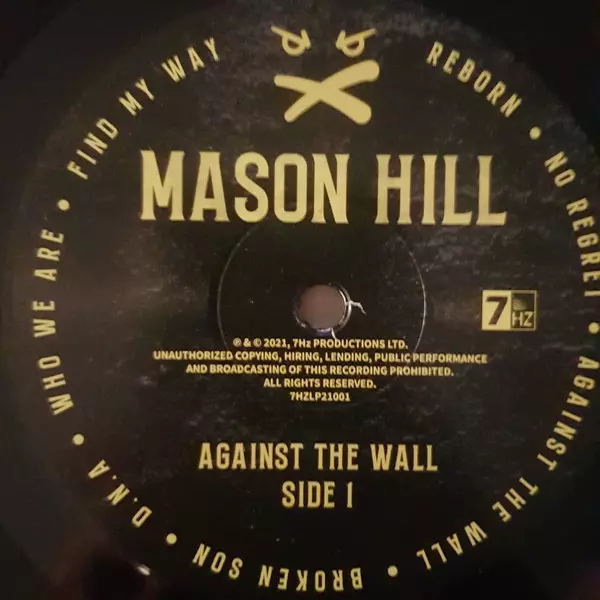 REBORN • NO REGRET • AGAINST THE WALL • BROKEN SON • D.N.A • WHO WE ARE • FIND MY WAY
MASON HILL
7
HZ
℗ & © 2021, 7Hz PRODUCTIONS LTD.
UNAUTHORIZED COPYING, HIRING, LENDING, PUBLIC PERFORMANCE
AND BROADCASTING OF THIS RECORDING PROHIBITED.
ALL RIGHTS RESERVED.
7HZLP21001
AGAINST THE WALL
SIDE 1